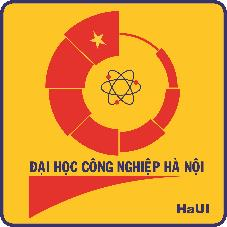 ĐẠI HỌC CÔNG NGHIỆP HÀ NỘI
HaUI